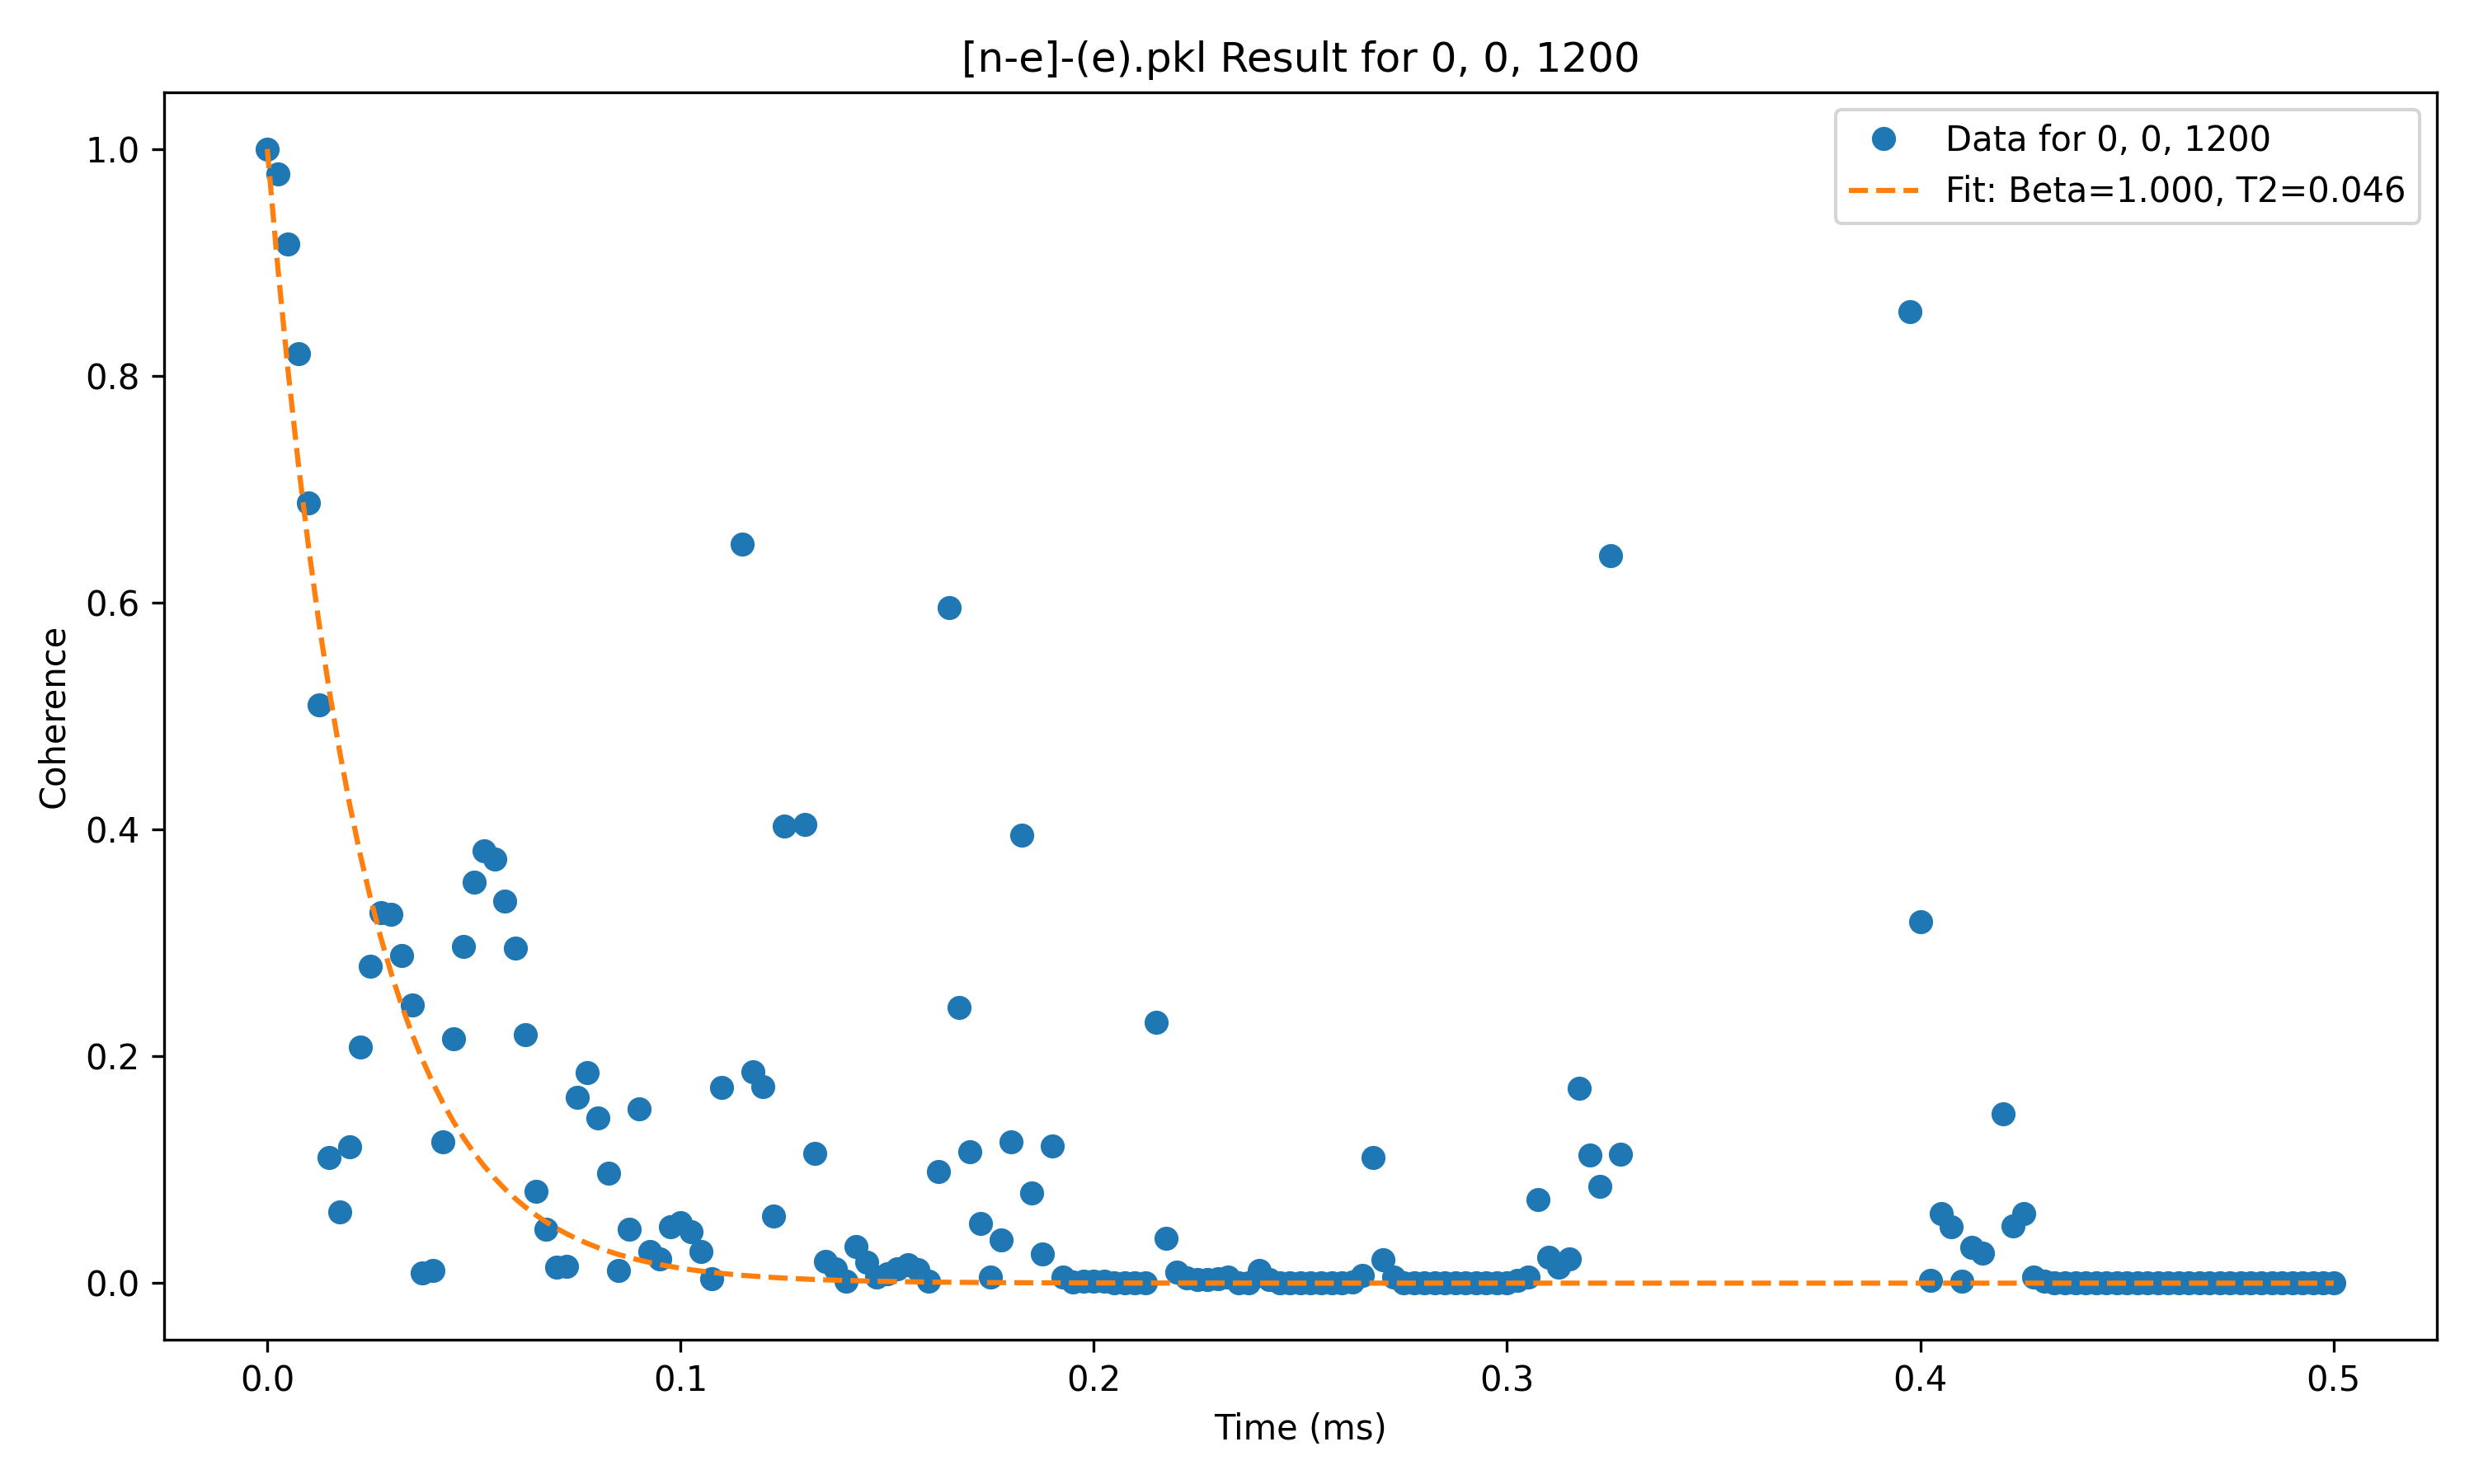 [n-e]-(e).pkl Result for 0, 0, 1200
Data for 0, 0, 1200
Fit: Beta=1.000, T2=0.046
Coherence
1.0
0.8
0.6
0.4
0.2
0.0
0.0 0.1 0.2 0.3 0.4 0.5
Time (ms)